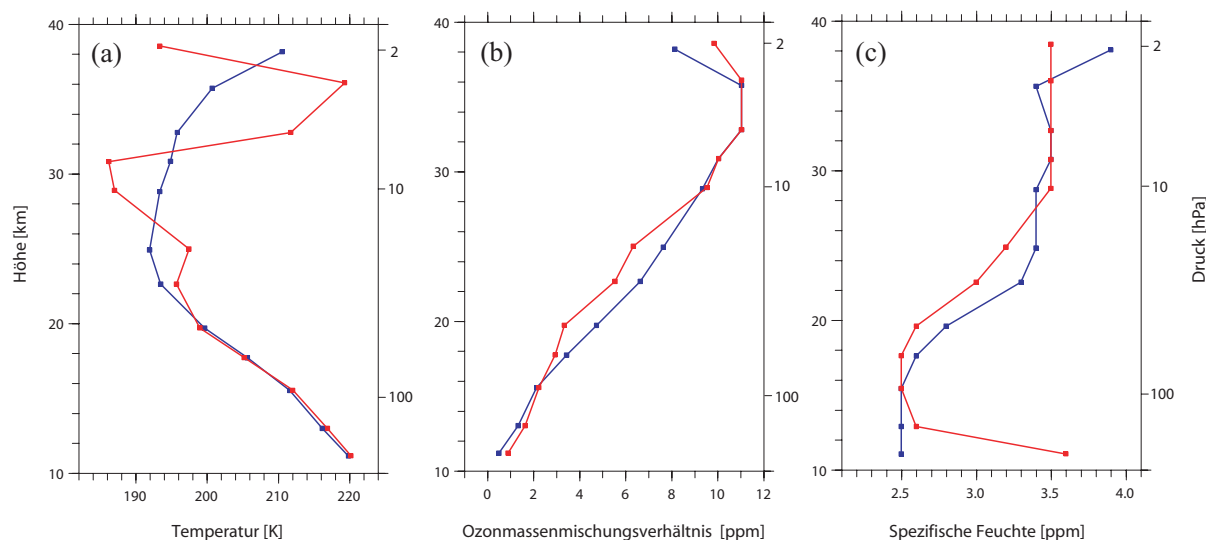 (a)
40
30
20
10
Höhe [km]
2
10
100
190 200 210 220
Temperatur [K]
(b)
40
30
20
10
2
10
100
0 2 4 6 8 10 12
Ozonmassenmischungsverhältnis [ppm]
(c)
40
30
20
10
2
10
100
Druck [hPa]
2.5 3.0 3.5 4.0
Spezifische Feuchte [ppm]